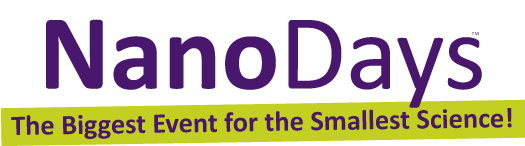 NanoDays™
The Biggest Event for the Smallest Science!